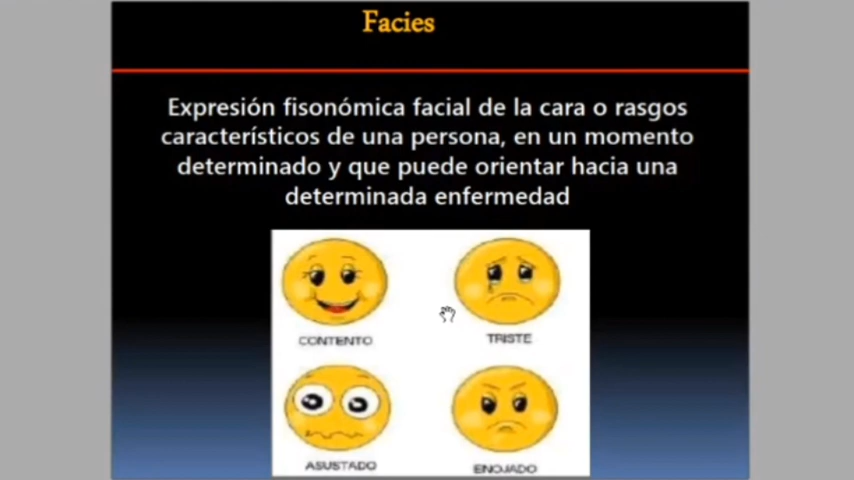 Facies
Expresión fisonómica facial de la cara o rasgos
característicos de una persona, en un momento
determinado y que puede orientar hacia una
determinada enfermedad
CONTENTO
TRISTE
ASUSTADO
ENOJADO